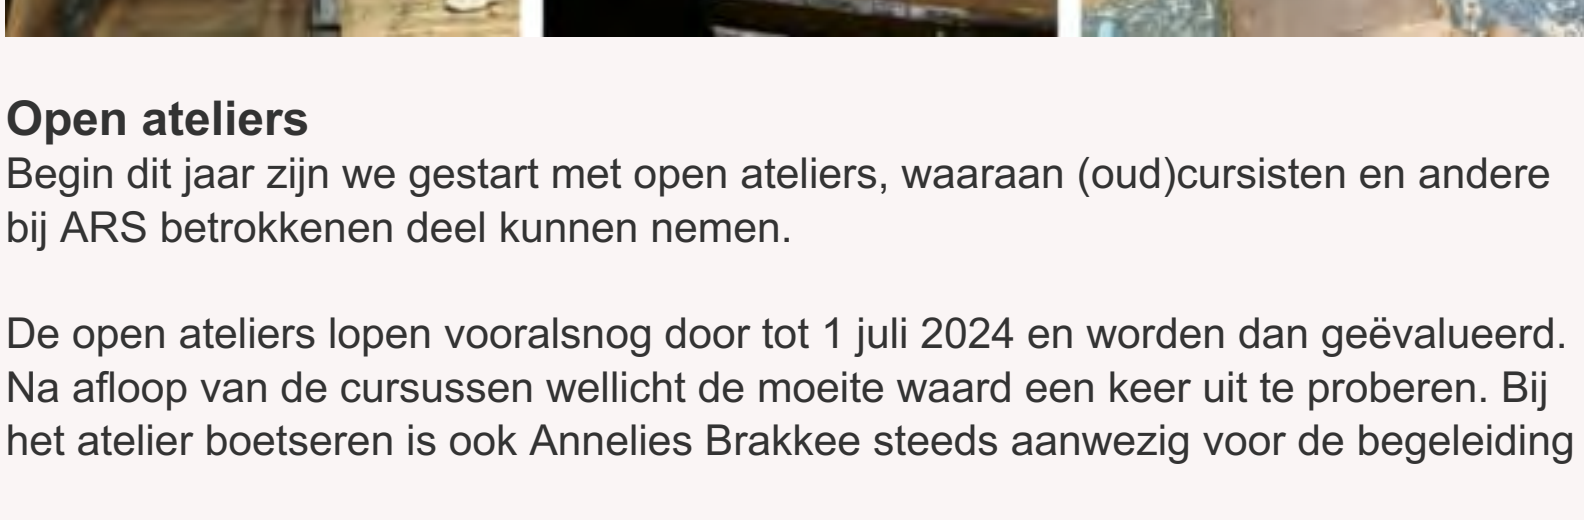 Open ateliers
Begin dit jaar zijn we gestart met open ateliers, waaraan (oud)cursisten en andere
bij ARS betrokkenen deel kunnen nemen.
De open ateliers lopen vooralsnog door tot 1 juli 2024 en worden dan geëvalueerd.
Na afloop van de cursussen wellicht de moeite waard een keer uit te proberen. Bij
het atelier boetseren is ook Annelies Brakkee steeds aanwezig voor de begeleiding